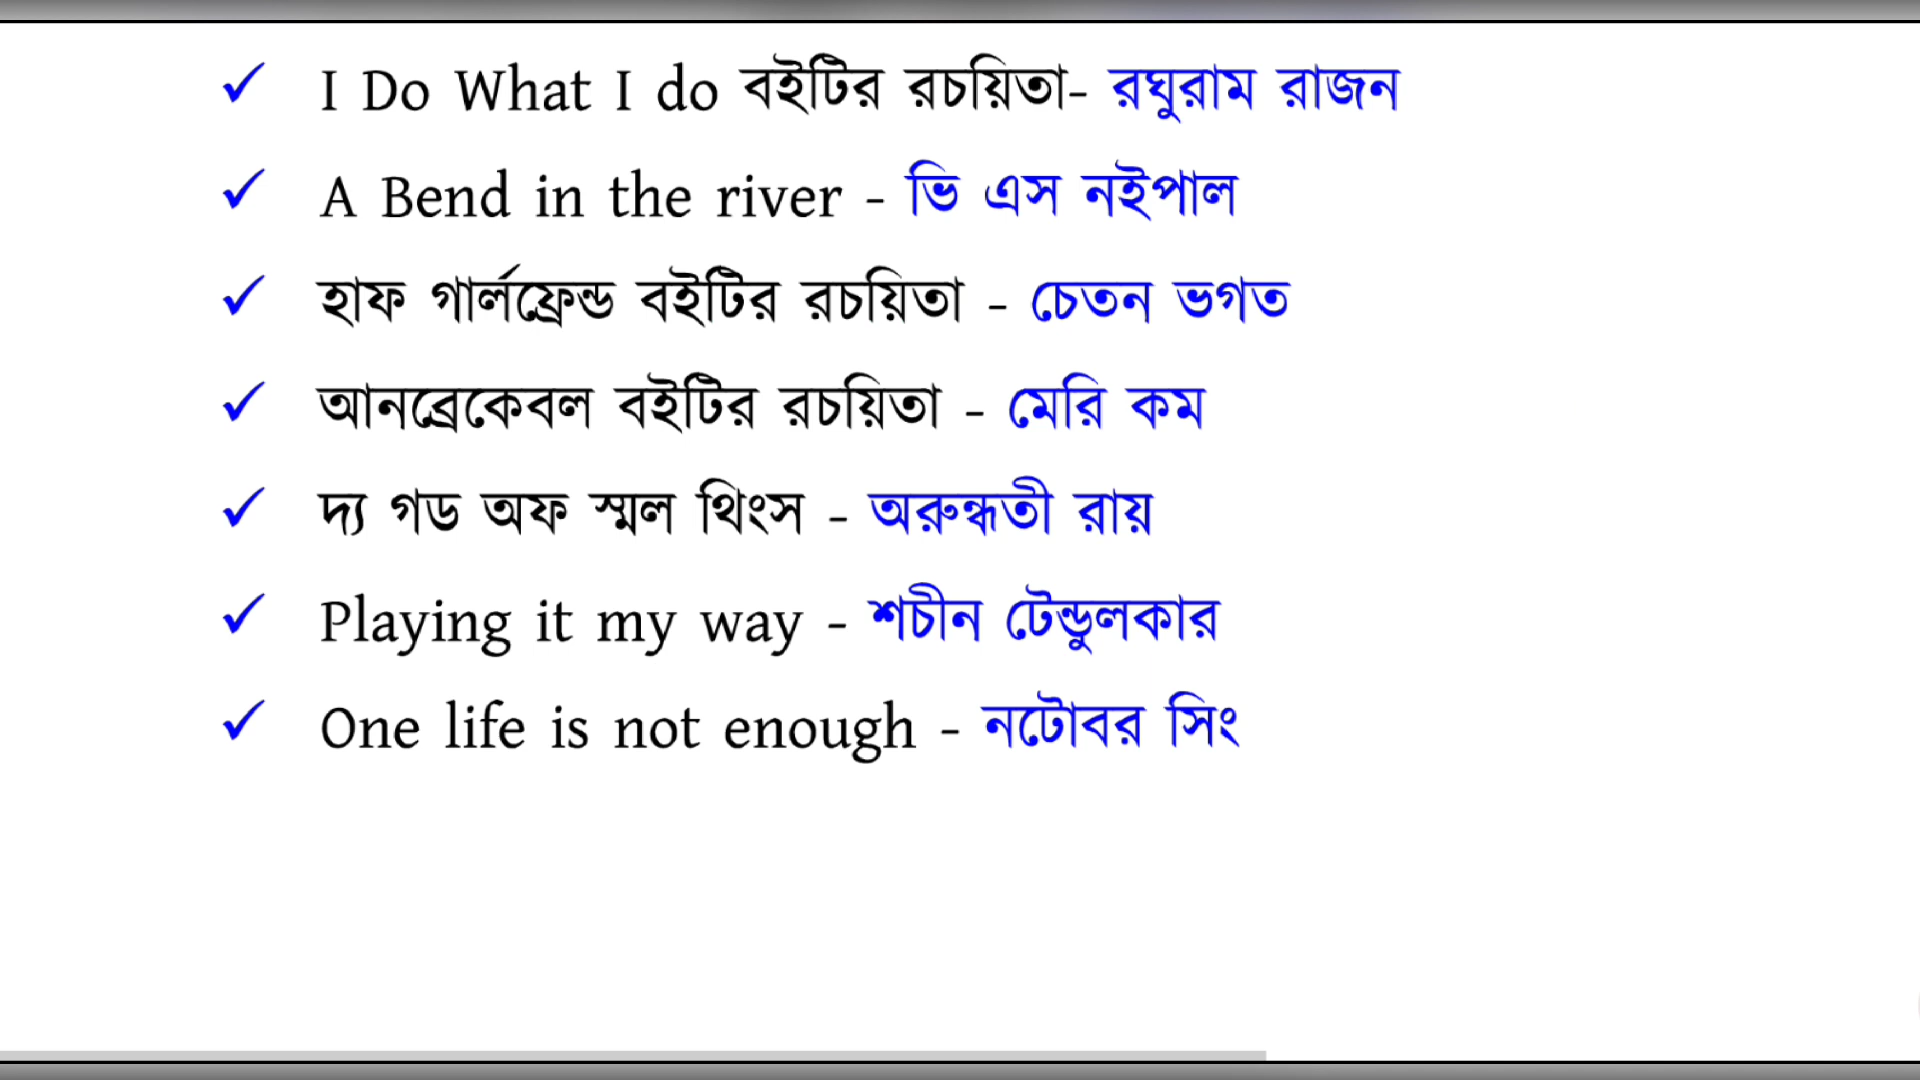 ✓ I Do What I do বইটির রচয়িতা- রঘুরাম রাজন
✓ A Bend in the river - ভি এস নইপাল
✓ হাফ গার্লফ্রেন্ড বইটির রচয়িতা - চেতন ভগত
✓ আনব্রেকেবল বইটির রচয়িতা - মেরি কম
✓ দ্য গড অফ স্মল থিংস - অরুন্ধতী রায়
✓ Playing it my way - শচীন টেন্ডুলকার
✓ One life is not enough - নটোবর সিং